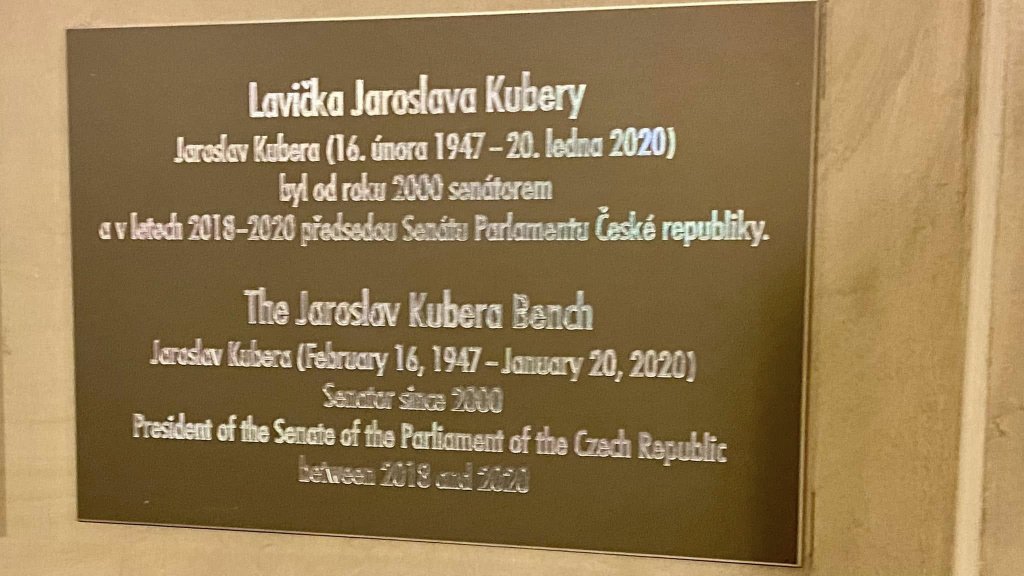 Lavička Jaroslava Kubery
Jaroslav Kubera (16. února 1947 – 20. ledna 2020)
byl od roku 2000 senátorem
a v letech 2018–2020 předsedou Senátu Parlamentu České republiky.
The Jaroslav Kubera Bench
Jaroslav Kubera (February 16, 1947 – January 20, 2020)
Senator since 2000
President of the Senate of the Parliament of the Czech Republic
between 2018 and 2020